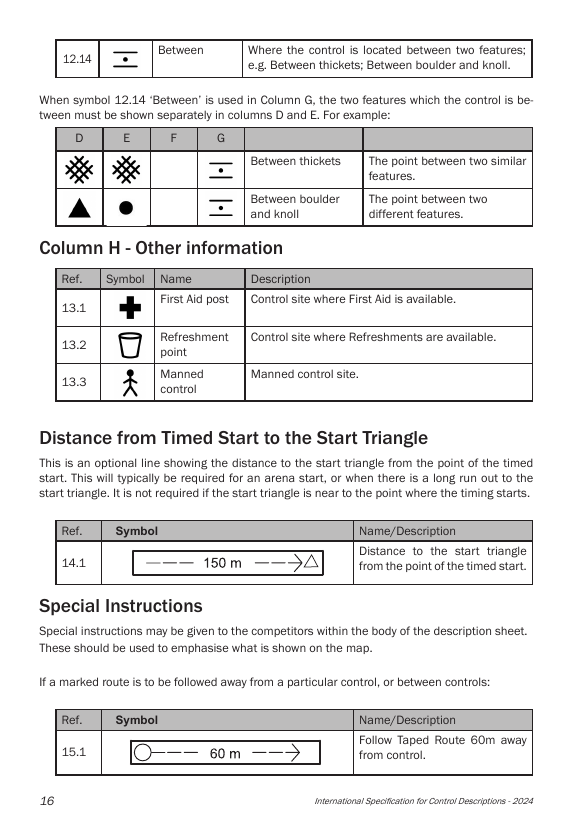 12.14 Between Where the control is located between two features;
e.g. Between thickets; Between boulder and knoll.
When symbol 12.14 ‘Between’ is used in Column G, the two features which the control is be-
tween must be shown separately in columns D and E. For example:
D E F G
Between thickets The point between two similar
features.
Between boulder The point between two
and knoll different features.
Column H - Other information
Ref. Symbol Name Description
13.1 First Aid post Control site where First Aid is available.
13.2 Refreshment Control site where Refreshments are available.
point
13.3 Manned Manned control site.
control
Distance from Timed Start to the Start Triangle
This is an optional line showing the distance to the start triangle from the point of the timed
start. This will typically be required for an arena start, or when there is a long run out to the
start triangle. It is not required if the start triangle is near to the point where the timing starts.
Ref. Symbol Name/Description
14.1 150 m Distance to the start triangle
from the point of the timed start.
Special Instructions
Special instructions may be given to the competitors within the body of the description sheet.
These should be used to emphasise what is shown on the map.
If a marked route is to be followed away from a particular control, or between controls:
Ref. Symbol Name/Description
15.1 60 m Follow Taped Route 60m away
from control.
16 International Specification for Control Descriptions - 2024